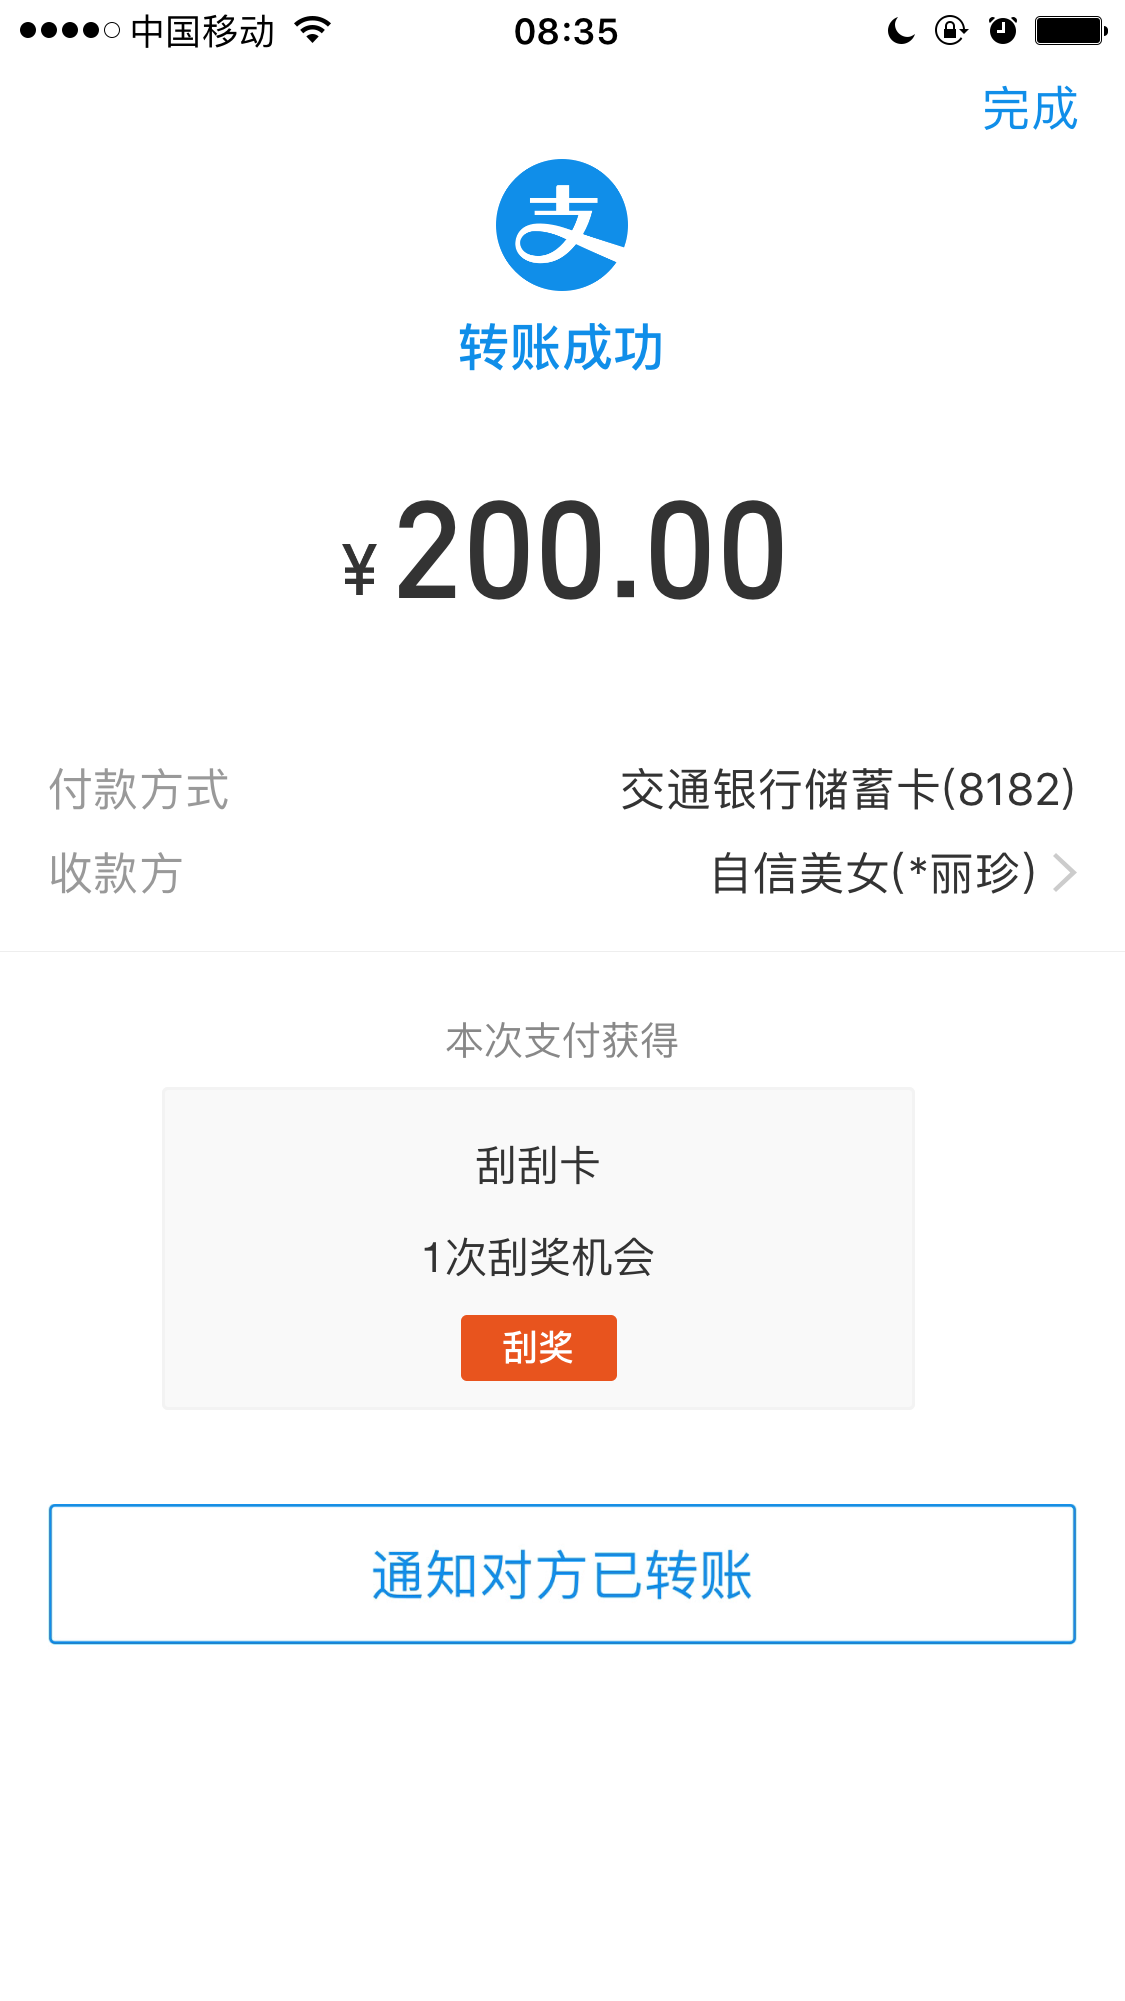 中国移动 08:35
完成
支
转账成功
¥200.00
付款方式 交通银行储蓄卡(8182)
收款方 自信美女(*丽珍)
本次支付获得
刮刮卡
1次刮奖机会
刮奖
通知对方已转账